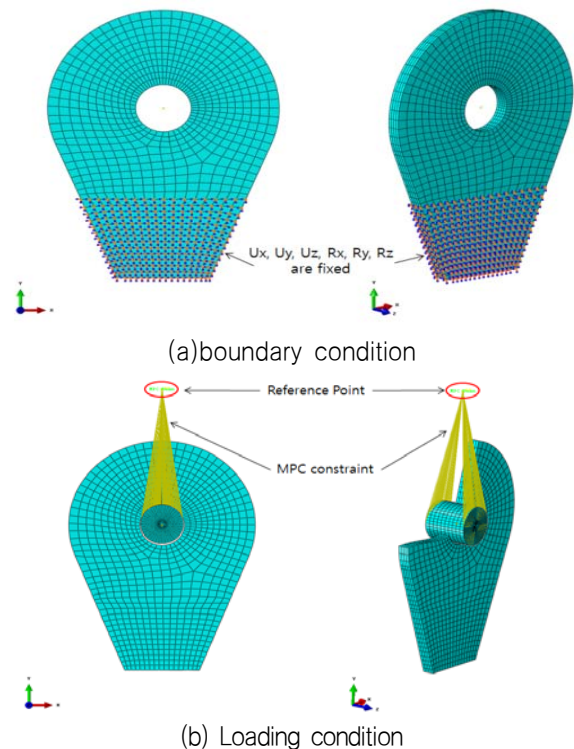 Ux, Uy, Uz, Rx, Ry, Rz
are fixed
Y
X
Y
X
Z
(a)boundary condition
Reference Point
MPC constraint
Y
X
Y
X
Z
(b) Loading condition